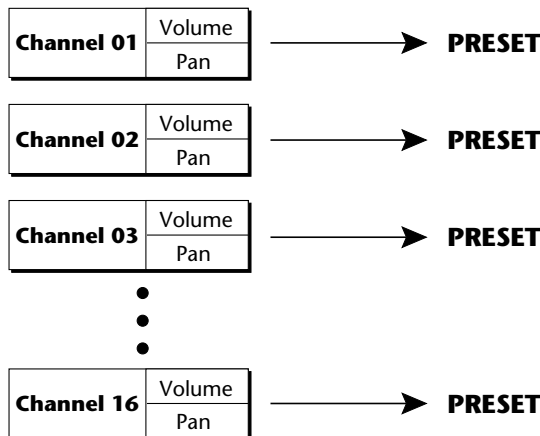 Channel 01 Volume Pan PRESET
Channel 02 Volume Pan PRESET
Channel 03 Volume Pan PRESET
Channel 16 Volume Pan PRESET